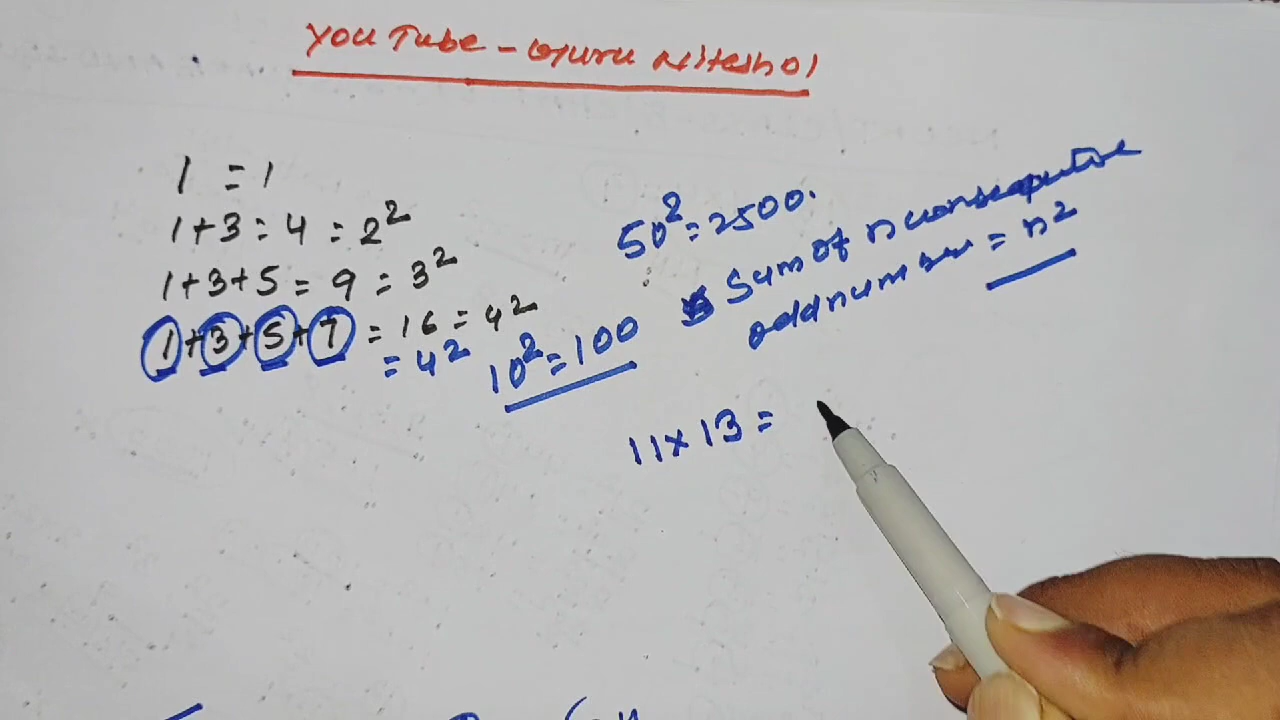 YouTube - Guru Nitesh01
1 = 1
1+3 = 4 = 2²
1+3+5 = 9 = 3²
1+3+5+7 = 16 = 4²
= 4²
10² = 100
50² = 2500.
Sum of n consequtive
odd number = n²
11 × 13 =